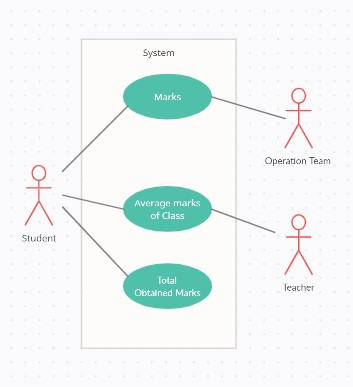 System
Marks
Operation Team
Average marks
of Class
Student
Total
Obtained Marks
Teacher